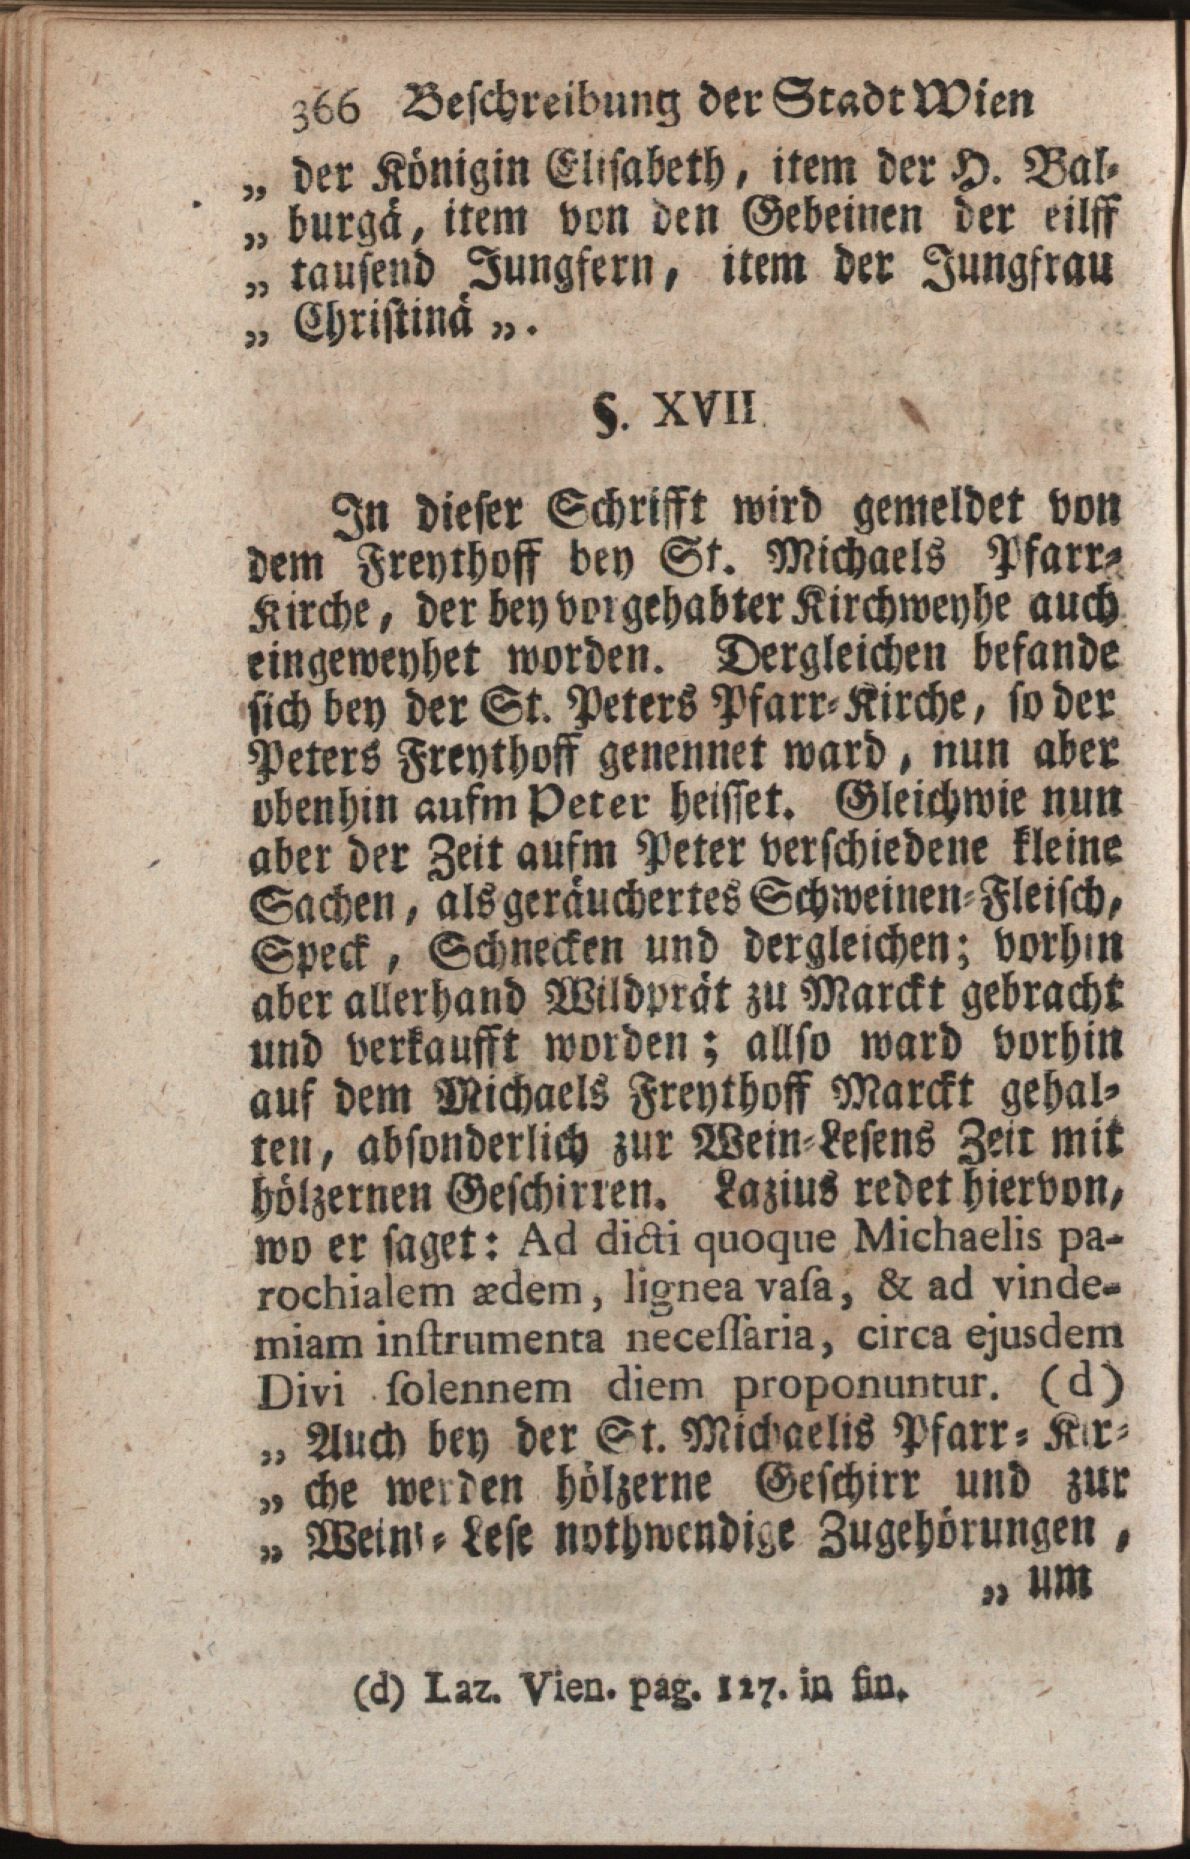 366 Beschreibung der Stadt Wien
„ der Königin Elisabeth, item der H. Bal-
„ burgä, item von den Gebeinen der eilff
„ tausend Jungfern, item der Jungfrau
„ Christinä „.
§. XVII.
In dieser Schrifft wird gemeldet von
dem Freythoff bey St. Michaels Pfarr-
Kirche, der bey vorgehabter Kirchweyhe auch
eingeweyhet worden. Dergleichen befande
sich bey der St. Peters Pfarr-Kirche, so der
Peters Freythoff genennet ward, nun aber
obenhin aufm Peter heisset. Gleichwie nun
aber der Zeit aufm Peter verschiedene kleine
Sachen, als geräuchertes Schweinen-Fleisch,
Speck, Schnecken und dergleichen; vorhin
aber allerhand Wildprät zu Marckt gebracht
und verkaufft worden; allso ward vorhin
auf dem Michaels Freythoff Marckt gehal-
ten, absonderlich zur Wein-Lesens Zeit mit
hölzernen Geschirren. Lazius redet hiervon,
wo er saget: Ad dicti quoque Michaelis pa-
rochialem ædem, lignea vasa, & ad vinde-
miam instrumenta necessaria, circa ejusdem
Divi solennem diem proponuntur. (d)
„ Auch bey der St. Michaelis Pfarr-Kir-
„ che werden hölzerne Geschirr und zur
„ Wein-Lese nothwendige Zugehörungen,
„ um
(d) Laz. Vien. pag. 127. in fin.